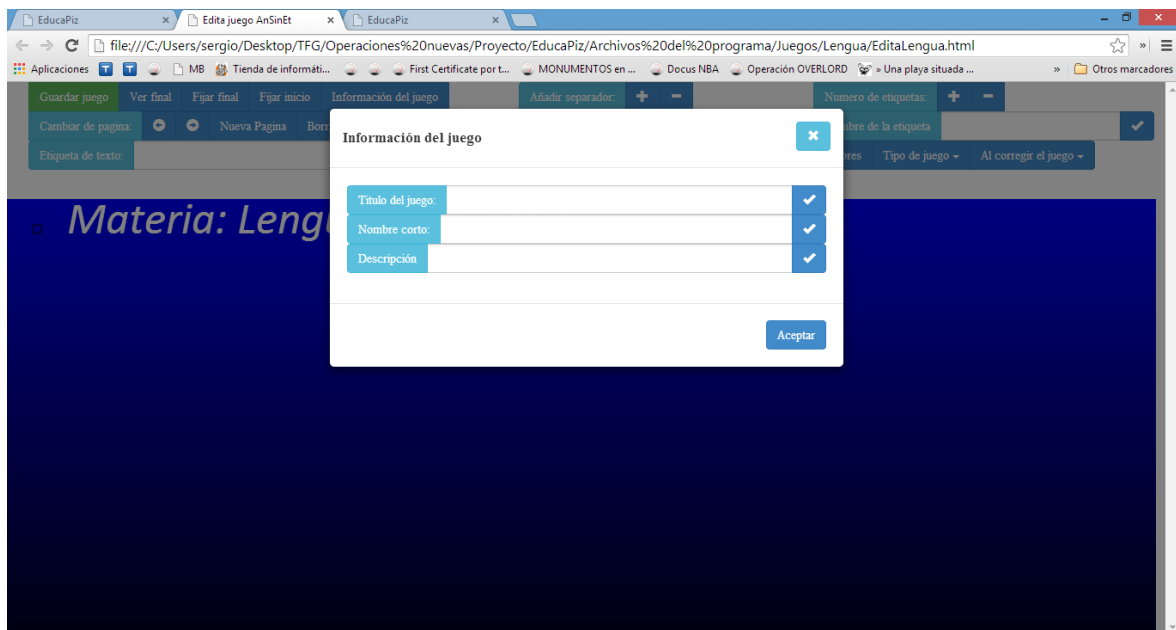 EducaPiz
Edita juego AnSinEt
EducaPiz
file:///C:/Users/sergio/Desktop/TFG/Operaciones%20nuevas/Proyecto/EducaPiz/Archivos%20del%20programa/Juegos/Lengua/EditaLengua.html
Aplicaciones T T MB Tienda de informáti... First Certificate por t... MONUMENTOS en ... Docus NBA Operación OVERLORD » Una playa situada ... » Otros marcadores
Guardar juego Ver final Fijar final Fijar inicio Información del juego Añadir separador: Numero de etiquetas:
Cambiar de pagina: Nueva Pagina
de la etiqueta
Etiqueta de texto: Tipo de juego Al corregir el juego
Información del juego
Titulo del juego:
Nombre corto:
Descripción
Aceptar
Materia: